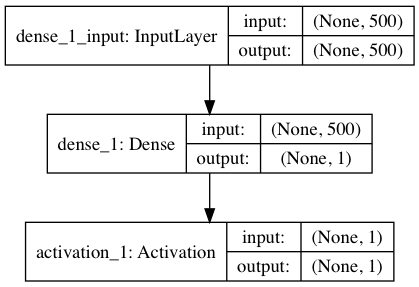 dense_1_input: InputLayer
input: (None, 500)
output: (None, 500)
dense_1: Dense
input: (None, 500)
output: (None, 1)
activation_1: Activation
input: (None, 1)
output: (None, 1)